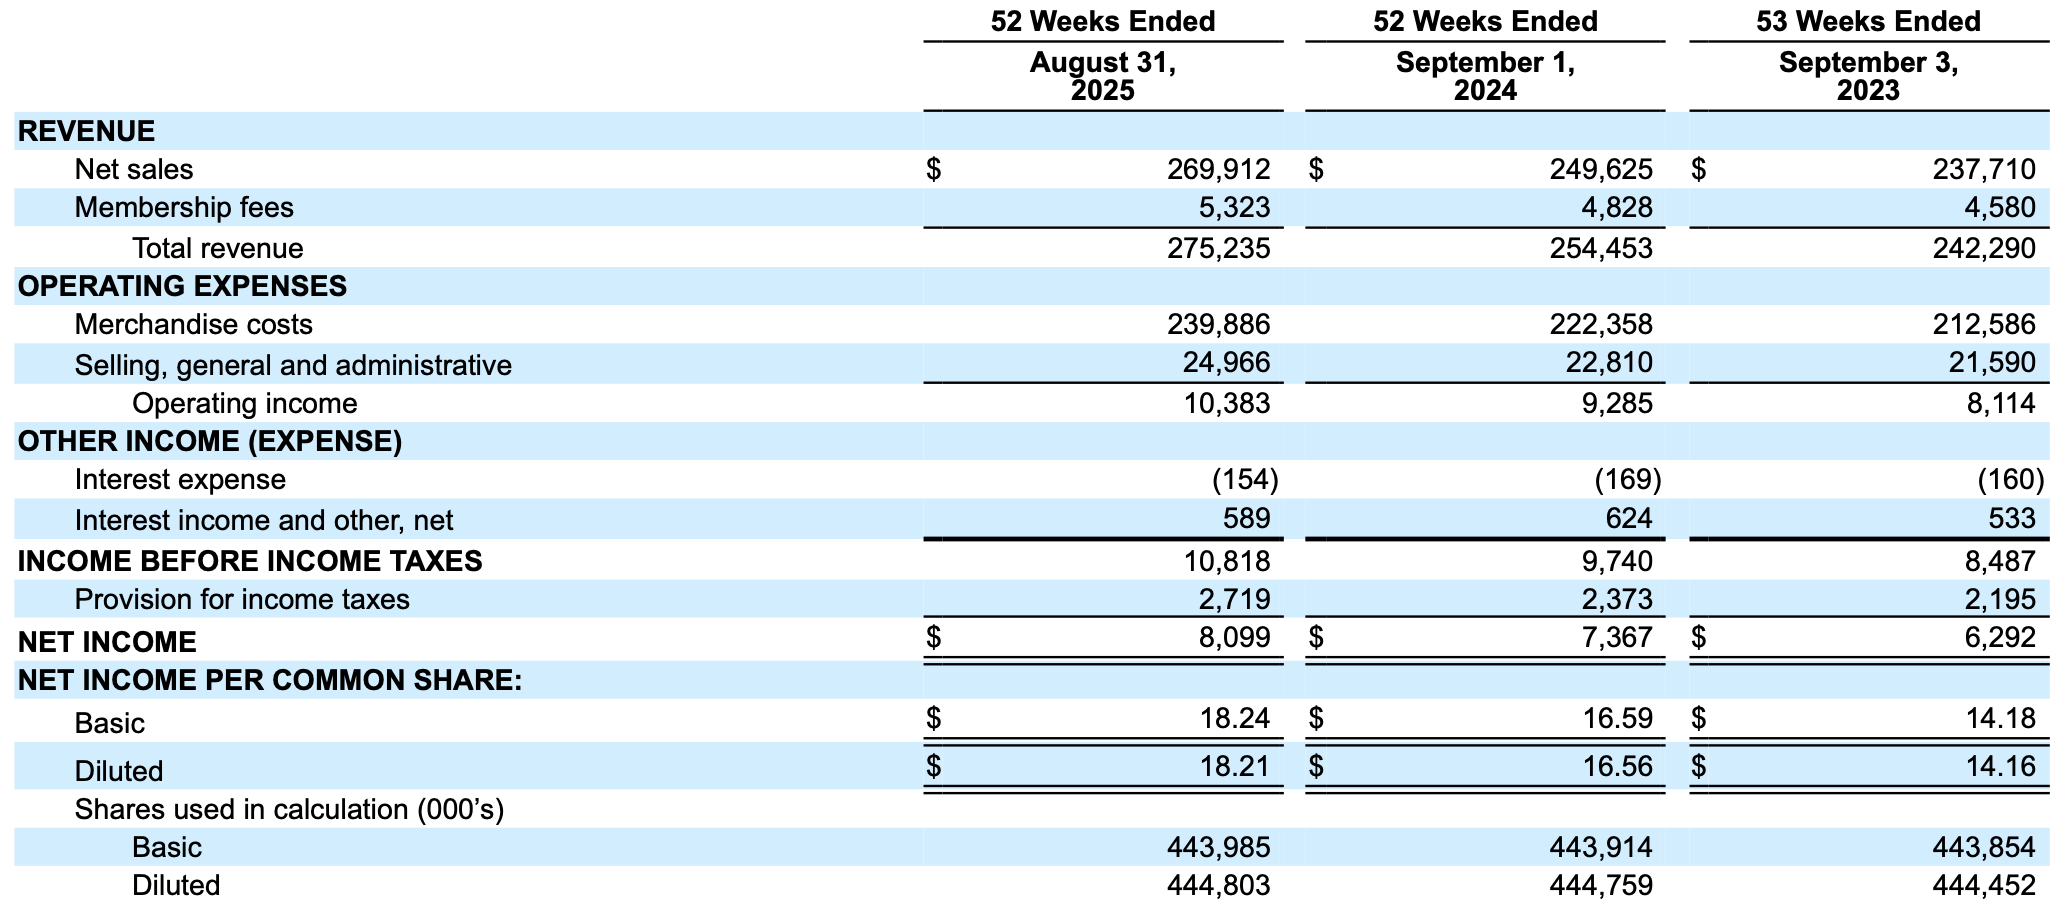 52 Weeks Ended 52 Weeks Ended 53 Weeks Ended
August 31, September 1, September 3,
2025 2024 2023
REVENUE
Net sales $ 269,912 $ 249,625 $ 237,710
Membership fees 5,323 4,828 4,580
Total revenue 275,235 254,453 242,290
OPERATING EXPENSES
Merchandise costs 239,886 222,358 212,586
Selling, general and administrative 24,966 22,810 21,590
Operating income 10,383 9,285 8,114
OTHER INCOME (EXPENSE)
Interest expense (154) (169) (160)
Interest income and other, net 589 624 533
INCOME BEFORE INCOME TAXES 10,818 9,740 8,487
Provision for income taxes 2,719 2,373 2,195
NET INCOME $ 8,099 $ 7,367 $ 6,292
NET INCOME PER COMMON SHARE:
Basic $ 18.24 $ 16.59 $ 14.18
Diluted $ 18.21 $ 16.56 $ 14.16
Shares used in calculation (000’s)
Basic 443,985 443,914 443,854
Diluted 444,803 444,759 444,452